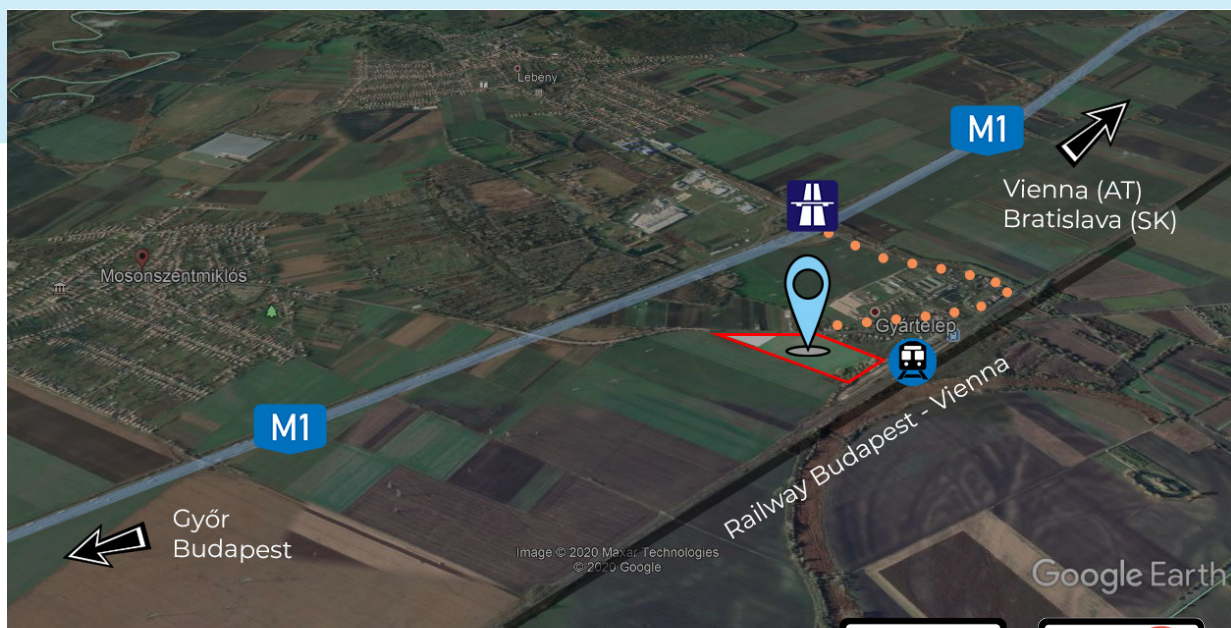 Lebény
M1
Vienna (AT)
Bratislava (SK)
Mosonszentmiklós
Gyártelep
M1
Railway Budapest - Vienna
Győr
Budapest
Image © 2020 Maxar Technologies
© 2020 Google
Google Earth